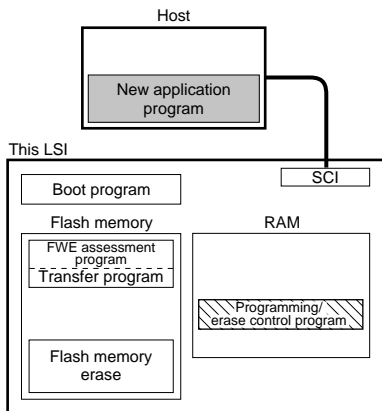 Host
New application
program
This LSI
SCI
Boot program
Flash memory
RAM
FWE assessment
program
Transfer program
Programming/
erase control program
Flash memory
erase